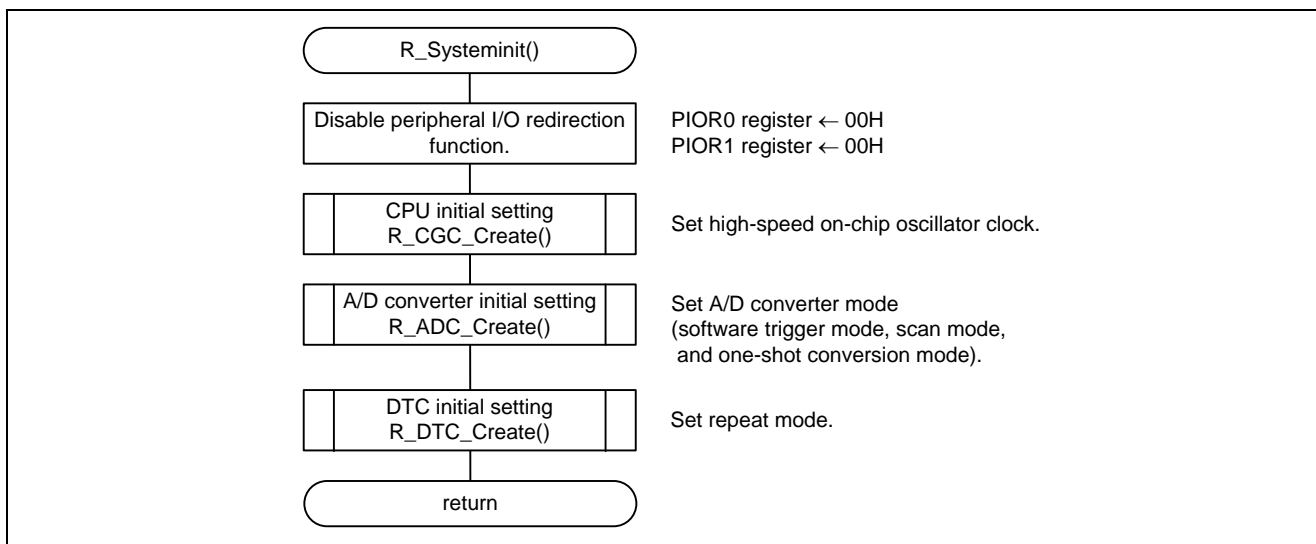 R_Systeminit()
Disable peripheral I/O redirection
function.
PIOR0 register ← 00H
PIOR1 register ← 00H
CPU initial setting
R_CGC_Create()
Set high-speed on-chip oscillator clock.
A/D converter initial setting
R_ADC_Create()
Set A/D converter mode
(software trigger mode, scan mode,
and one-shot conversion mode).
DTC initial setting
R_DTC_Create()
Set repeat mode.
return